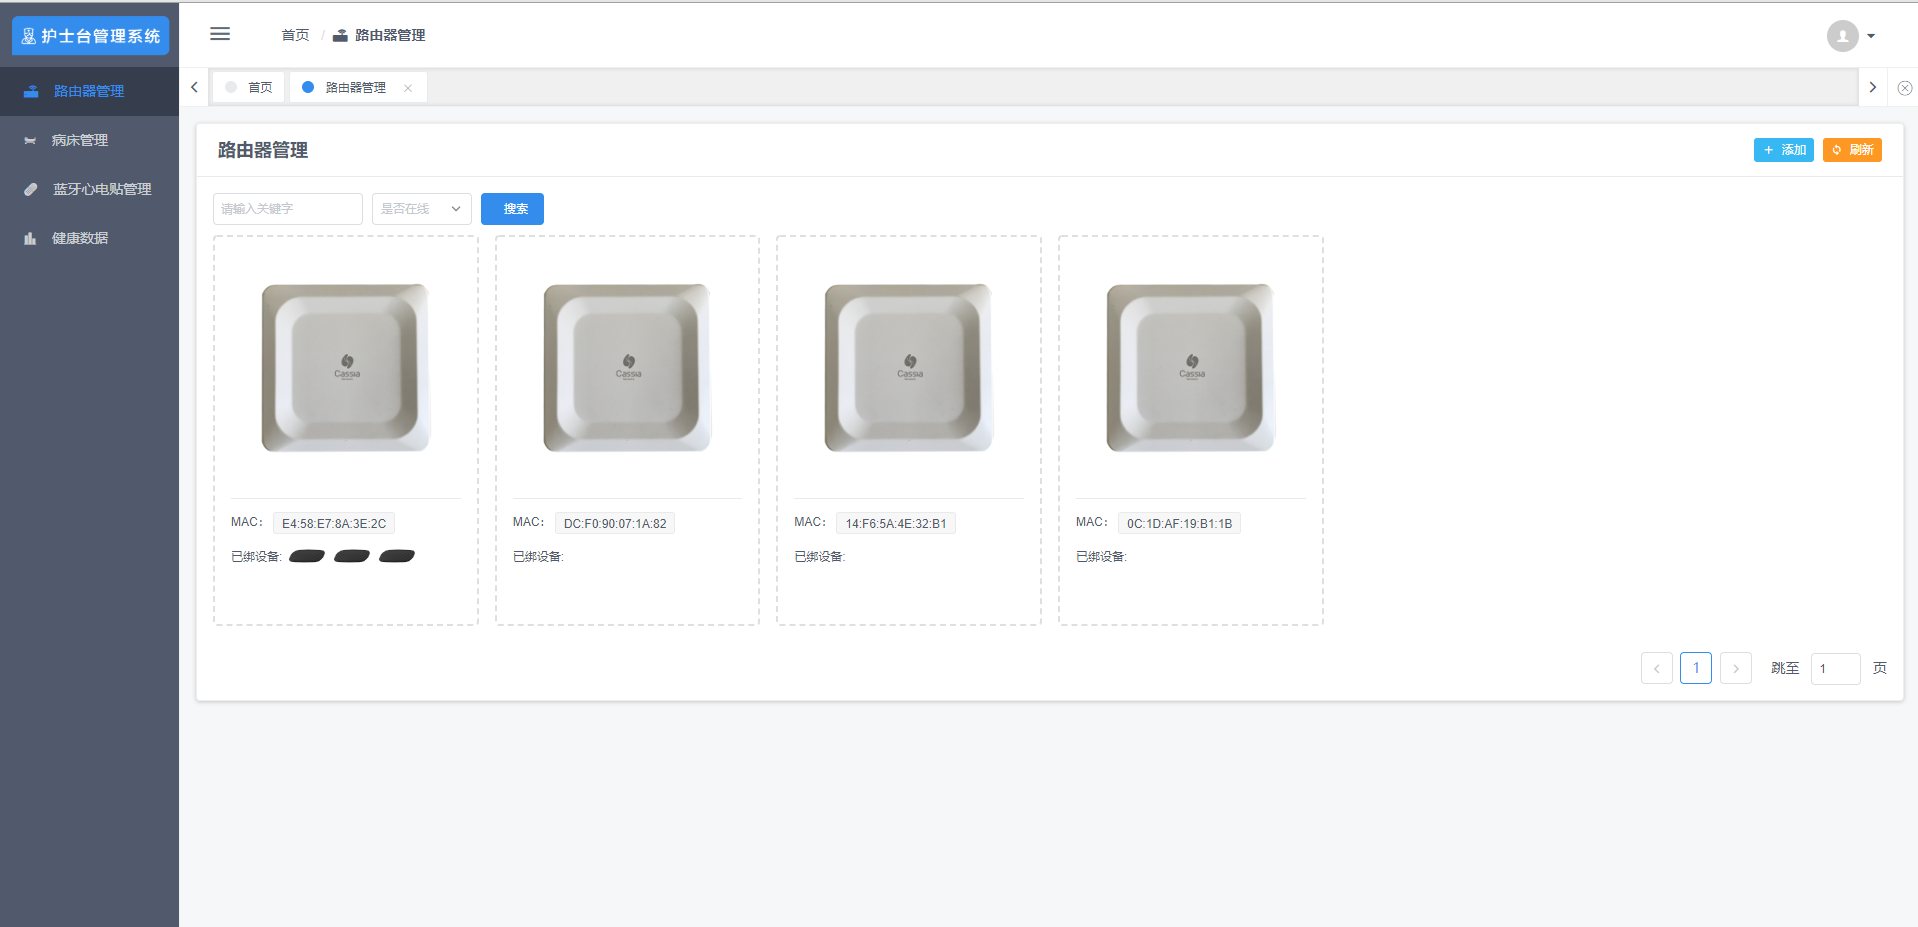 护士台管理系统
首页 / 路由器管理
路由器管理
病床管理
蓝牙心电贴管理
健康数据
首页 路由器管理
路由器管理
添加 刷新
请输入关键字 是否在线 搜索
Cassia
MAC： E4:58:E7:8A:3E:2C
已绑设备:
Cassia
MAC： DC:F0:90:07:1A:82
已绑设备:
Cassia
MAC： 14:F6:5A:4E:32:B1
已绑设备:
Cassia
MAC： 0C:1D:AF:19:B1:1B
已绑设备:
1 跳至 1 页